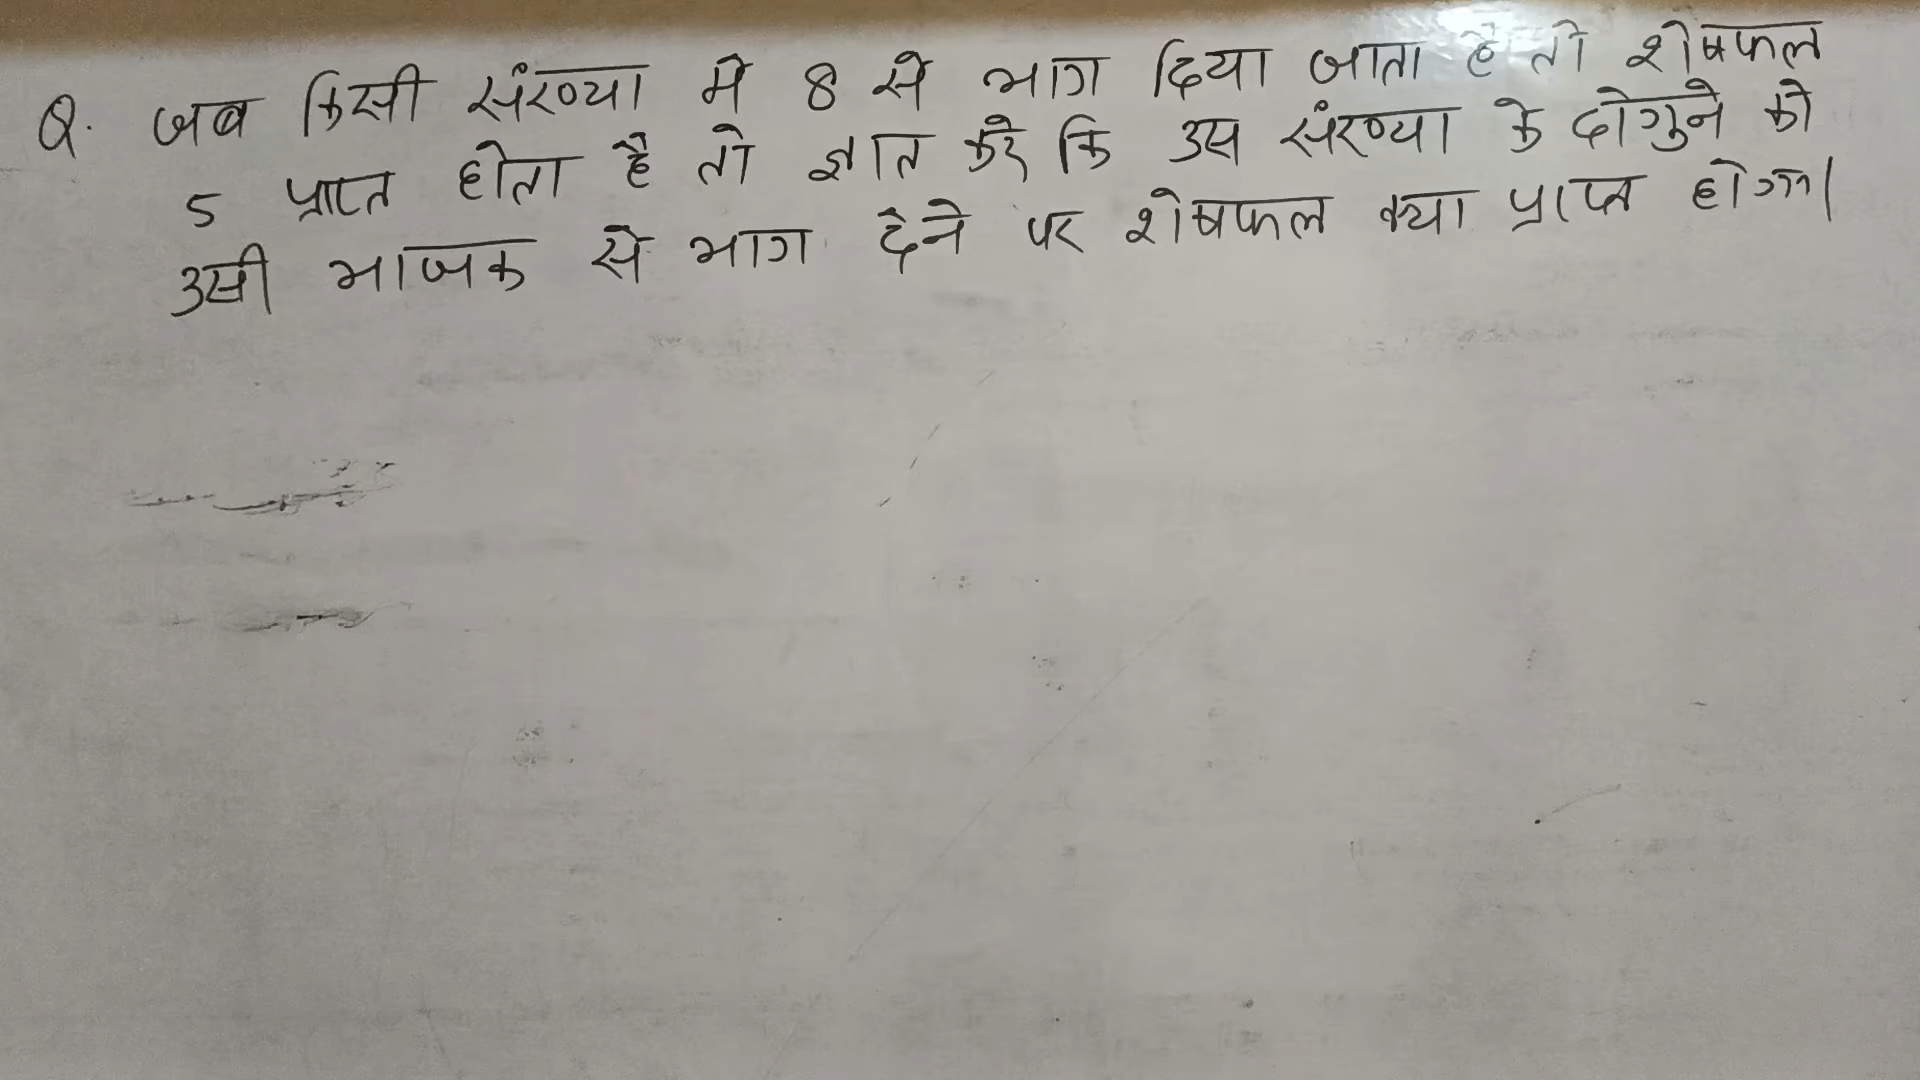 Q. जब किसी संख्या मे 8 से भाग दिया जाता है तो शेषफल
5 प्राप्त होता है तो ज्ञात करे कि उस संख्या के दोगुने को
उसी भाजक से भाग देने पर शेषफल क्या प्राप्त होगा।